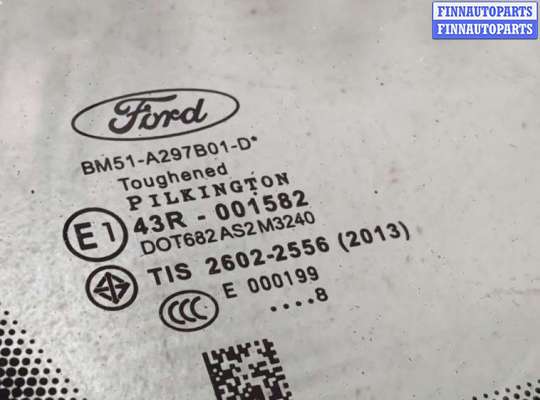 FINNAUTOPARTS
FINNAUTOPARTS
Ford
BM51-A297B01-D*
Toughened
PILKINGTON
E1
43R - 001582
DOT682 AS2 M3240
TIS 2602-2556 (2013)
CCC
E 000199
....8